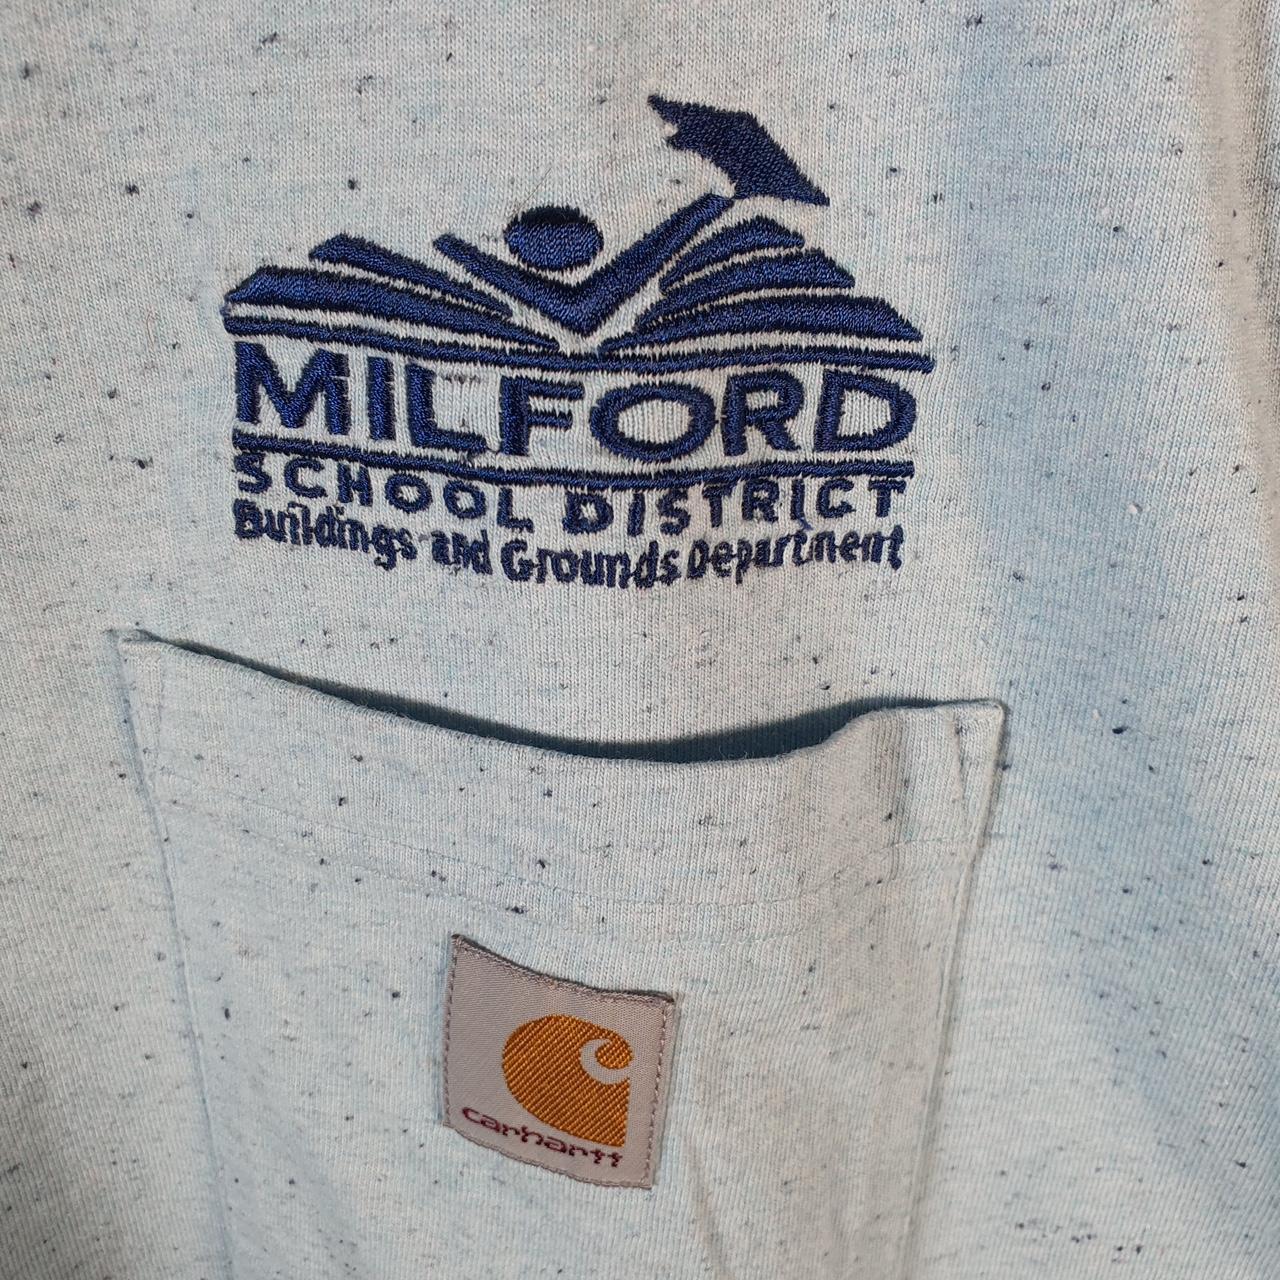 MILFORD
SCHOOL DISTRICT
Buildings and Grounds Department
carhartt